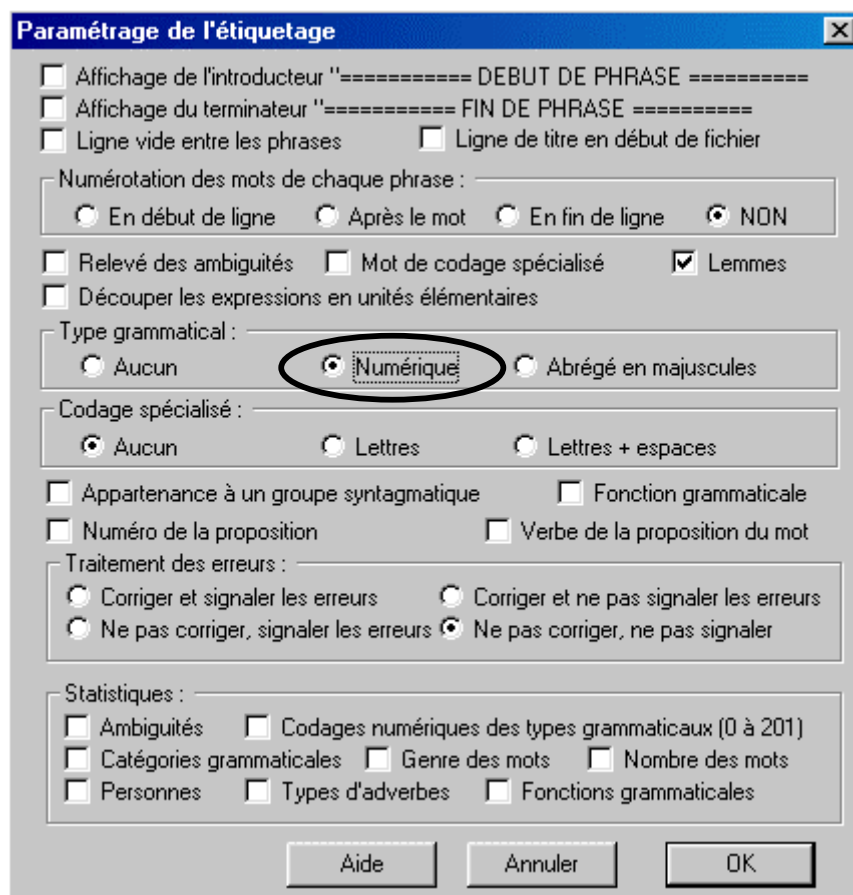 Paramétrage de l'étiquetage
Affichage de l'introducteur "=========== DEBUT DE PHRASE ==========
Affichage du terminateur "=========== FIN DE PHRASE ==========
Ligne vide entre les phrases Ligne de titre en début de fichier
Numérotation des mots de chaque phrase :
En début de ligne Après le mot En fin de ligne NON
Relevé des ambiguités Mot de codage spécialisé Lemmes
Découper les expressions en unités élémentaires
Type grammatical :
Aucun Numérique Abrégé en majuscules
Codage spécialisé :
Aucun Lettres Lettres + espaces
Appartenance à un groupe syntagmatique Fonction grammaticale
Numéro de la proposition Verbe de la proposition du mot
Traitement des erreurs :
Corriger et signaler les erreurs Corriger et ne pas signaler les erreurs
Ne pas corriger, signaler les erreurs Ne pas corriger, ne pas signaler
Statistiques :
Ambiguités Codages numériques des types grammaticaux (0 à 201)
Catégories grammaticales Genre des mots Nombre des mots
Personnes Types d'adverbes Fonctions grammaticales
Aide Annuler OK